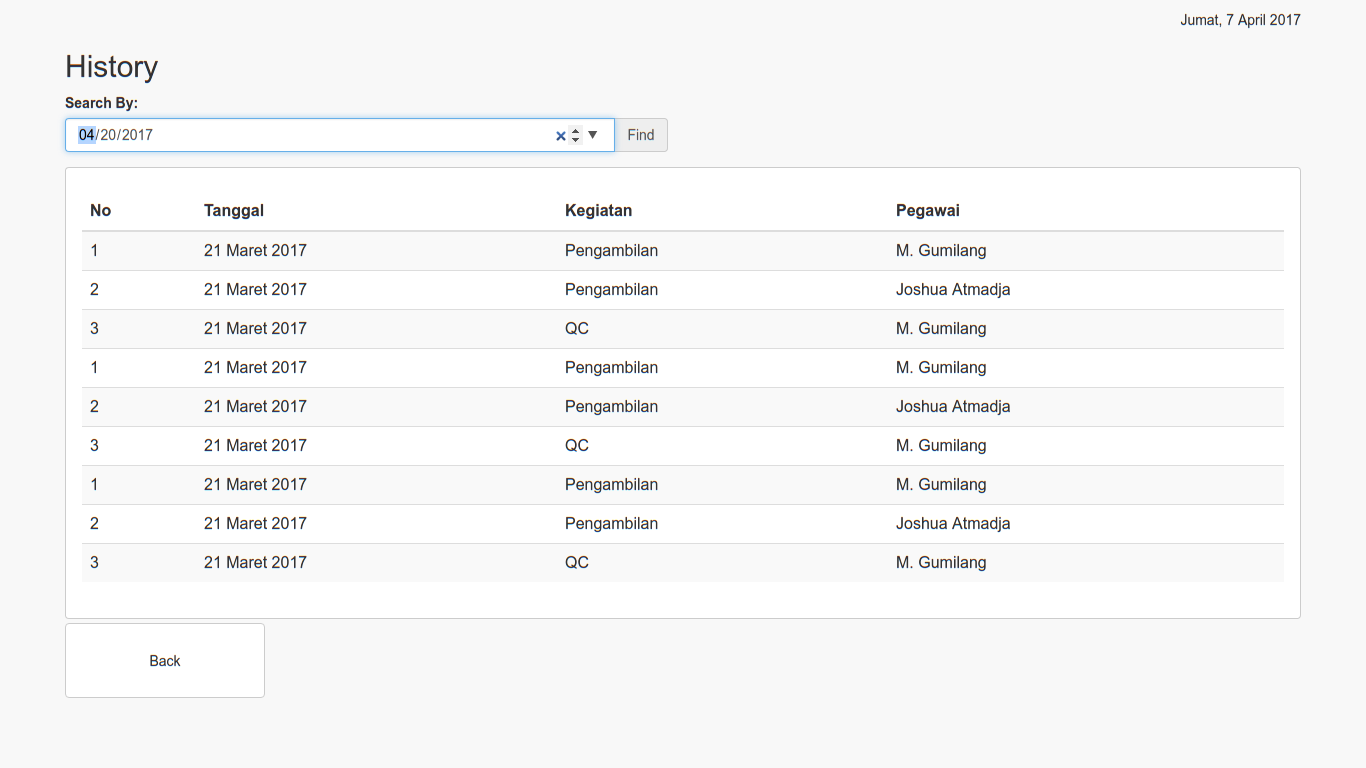 Jumat, 7 April 2017
History
Search By:
04/20/2017 Find
No Tanggal Kegiatan Pegawai
1 21 Maret 2017 Pengambilan M. Gumilang
2 21 Maret 2017 Pengambilan Joshua Atmadja
3 21 Maret 2017 QC M. Gumilang
1 21 Maret 2017 Pengambilan M. Gumilang
2 21 Maret 2017 Pengambilan Joshua Atmadja
3 21 Maret 2017 QC M. Gumilang
1 21 Maret 2017 Pengambilan M. Gumilang
2 21 Maret 2017 Pengambilan Joshua Atmadja
3 21 Maret 2017 QC M. Gumilang
Back